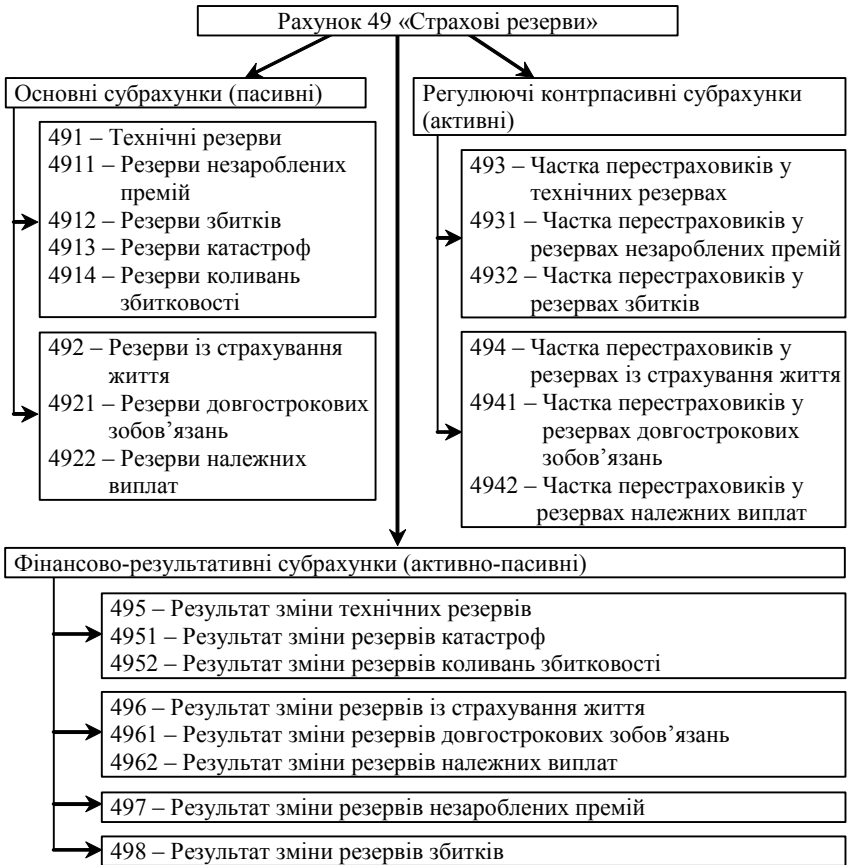 Рахунок 49 «Страхові резерви»
Основні субрахунки (пасивні)
491 – Технічні резерви
4911 – Резерви незароблених
премій
4912 – Резерви збитків
4913 – Резерви катастроф
4914 – Резерви коливань
збитковості
492 – Резерви із страхування
життя
4921 – Резерви довгострокових
зобов’язань
4922 – Резерви належних
виплат
Регулюючі контрпасивні субрахунки
(активні)
493 – Частка перестраховиків у
технічних резервах
4931 – Частка перестраховиків у
резервах незароблених премій
4932 – Частка перестраховиків у
резервах збитків
494 – Частка перестраховиків у
резервах із страхування життя
4941 – Частка перестраховиків у
резервах довгострокових
зобов’язань
4942 – Частка перестраховиків у
резервах належних виплат
Фінансово-результативні субрахунки (активно-пасивні)
495 – Результат зміни технічних резервів
4951 – Результат зміни резервів катастроф
4952 – Результат зміни резервів коливань збитковості
496 – Результат зміни резервів із страхування життя
4961 – Результат зміни резервів довгострокових зобов’язань
4962 – Результат зміни резервів належних виплат
497 – Результат зміни резервів незароблених премій
498 – Результат зміни резервів збитків